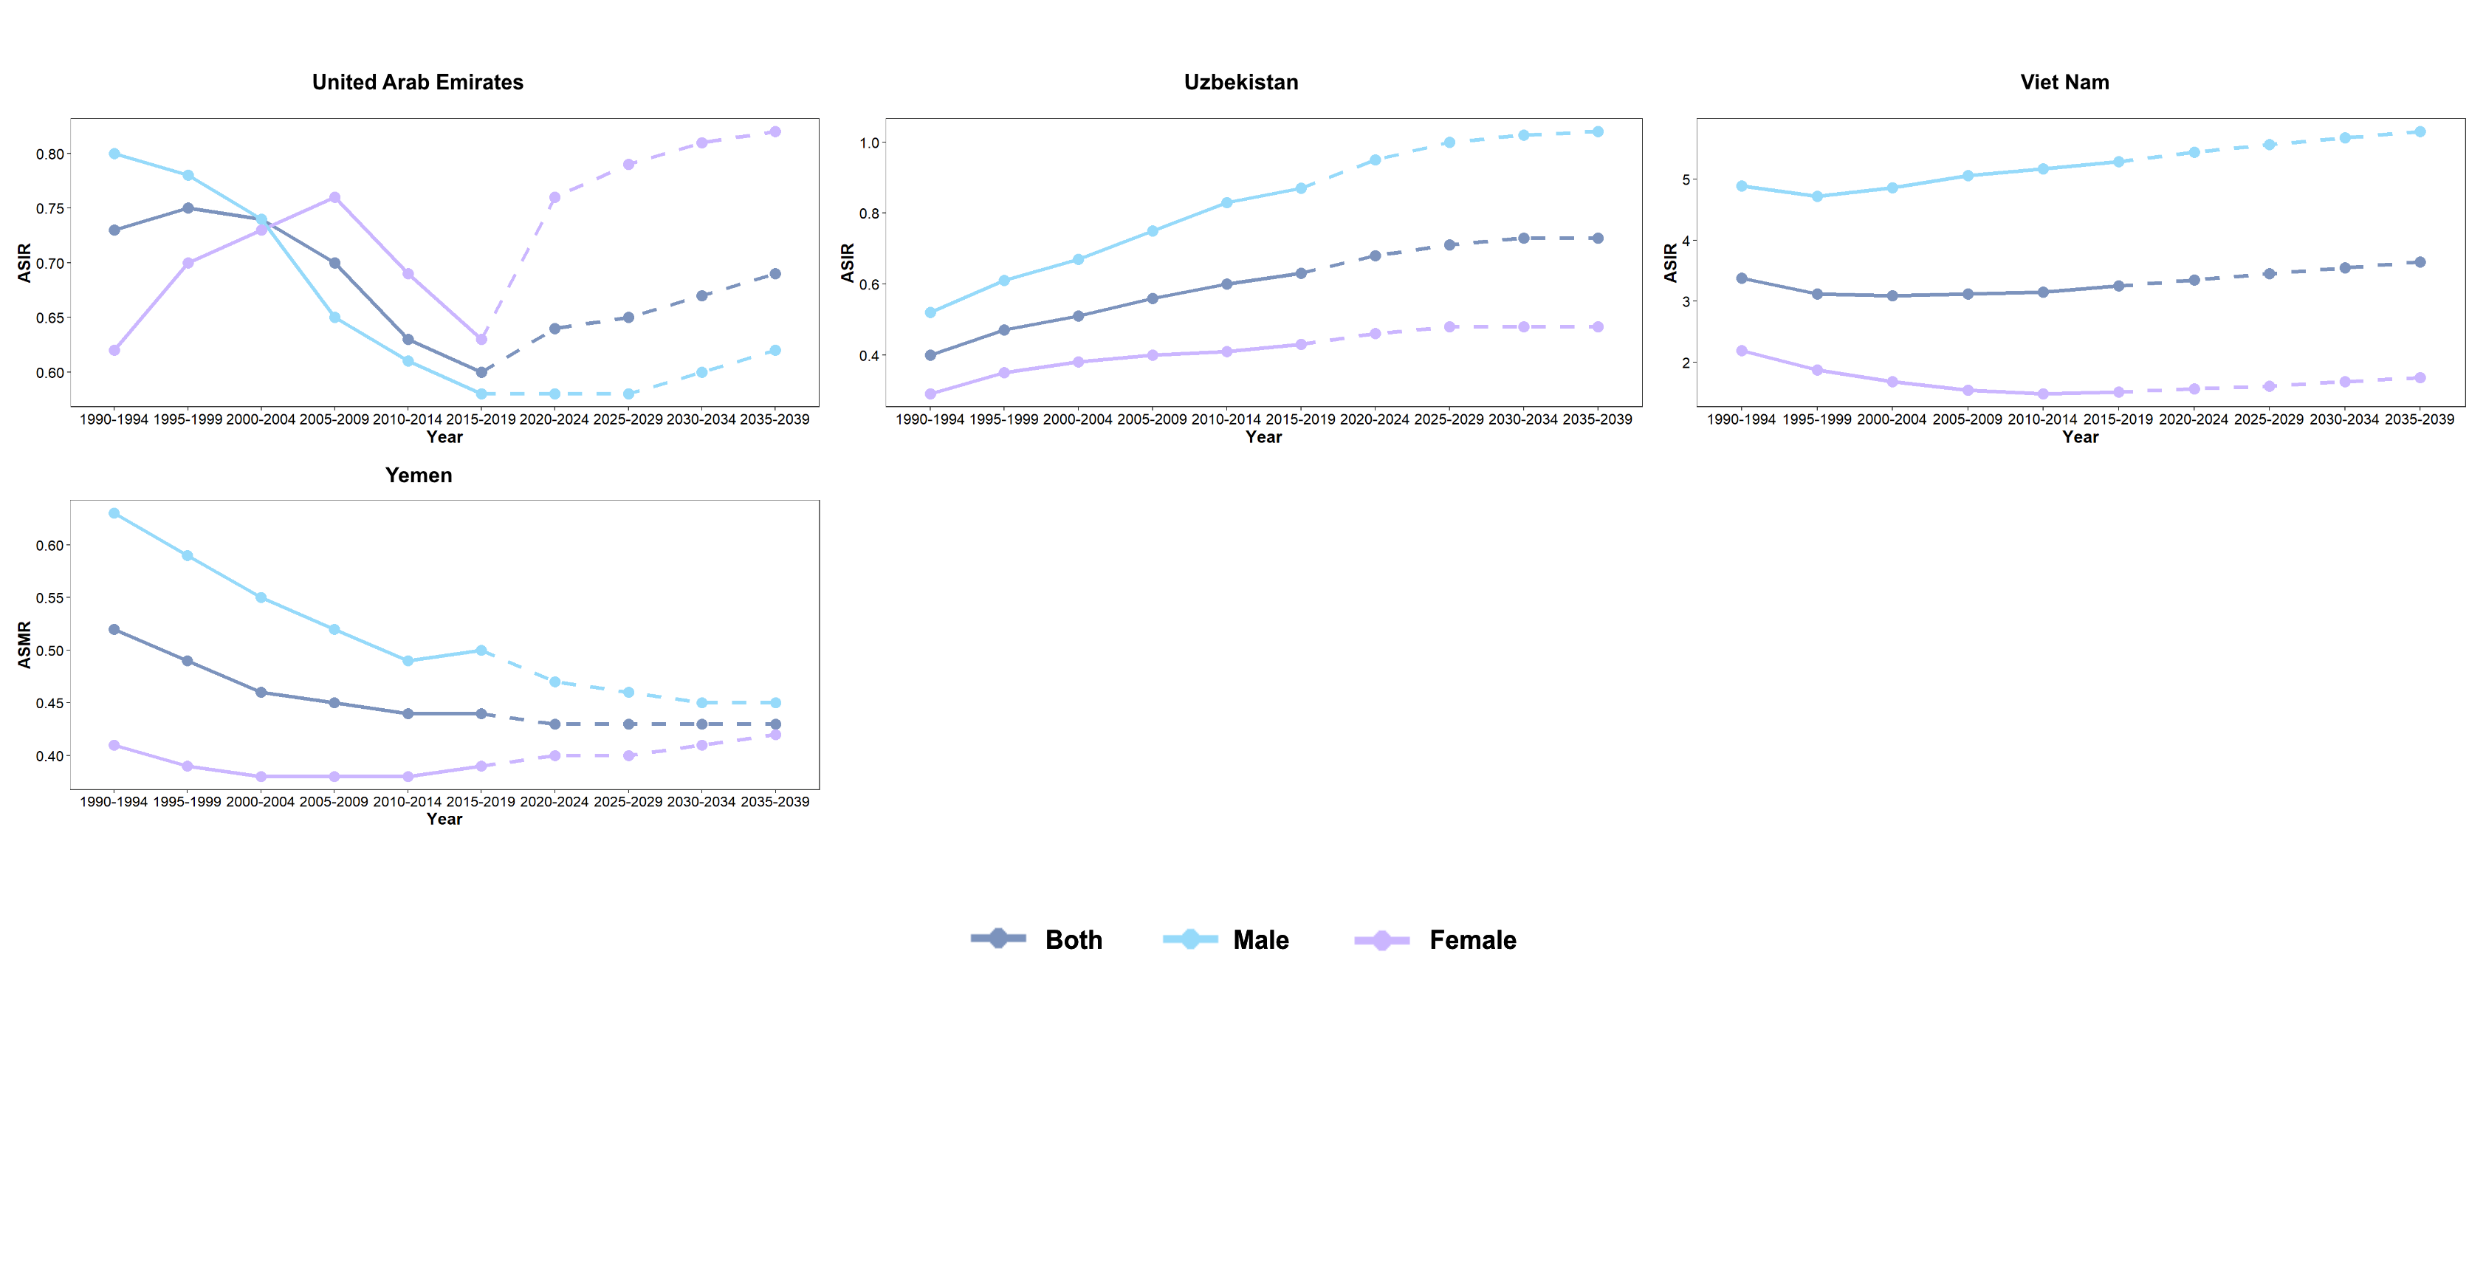 United Arab Emirates
ASIR
0.80
0.75
0.70
0.65
0.60
1990-1994 1995-1999 2000-2004 2005-2009 2010-2014 2015-2019 2020-2024 2025-2029 2030-2034 2035-2039
Year
Uzbekistan
ASIR
1.0
0.8
0.6
0.4
1990-1994 1995-1999 2000-2004 2005-2009 2010-2014 2015-2019 2020-2024 2025-2029 2030-2034 2035-2039
Year
Viet Nam
ASIR
5
4
3
2
1990-1994 1995-1999 2000-2004 2005-2009 2010-2014 2015-2019 2020-2024 2025-2029 2030-2034 2035-2039
Year
Yemen
ASMR
0.60
0.55
0.50
0.45
0.40
1990-1994 1995-1999 2000-2004 2005-2009 2010-2014 2015-2019 2020-2024 2025-2029 2030-2034 2035-2039
Year
Both Male Female